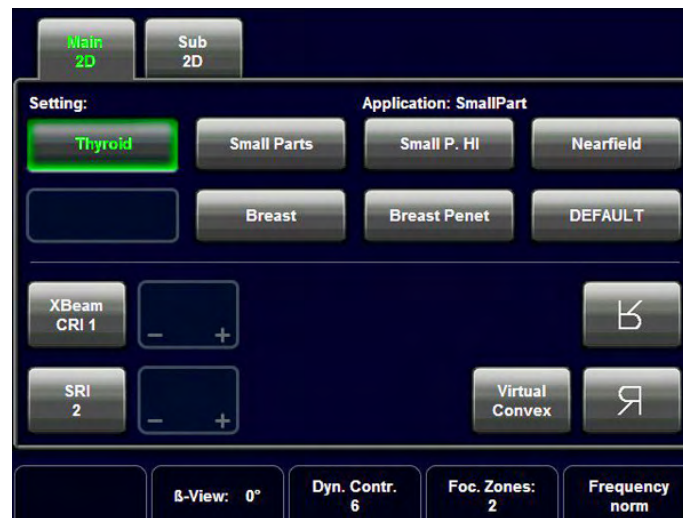 Main
2D
Sub
2D
Setting:
Application: SmallPart
Thyroid
Small Parts
Small P. HI
Nearfield
Breast
Breast Penet
DEFAULT
XBeam
CRI 1
− +
R
SRI
2
− +
Virtual
Convex
R
ß-View: 0°
Dyn. Contr.
6
Foc. Zones:
2
Frequency
norm